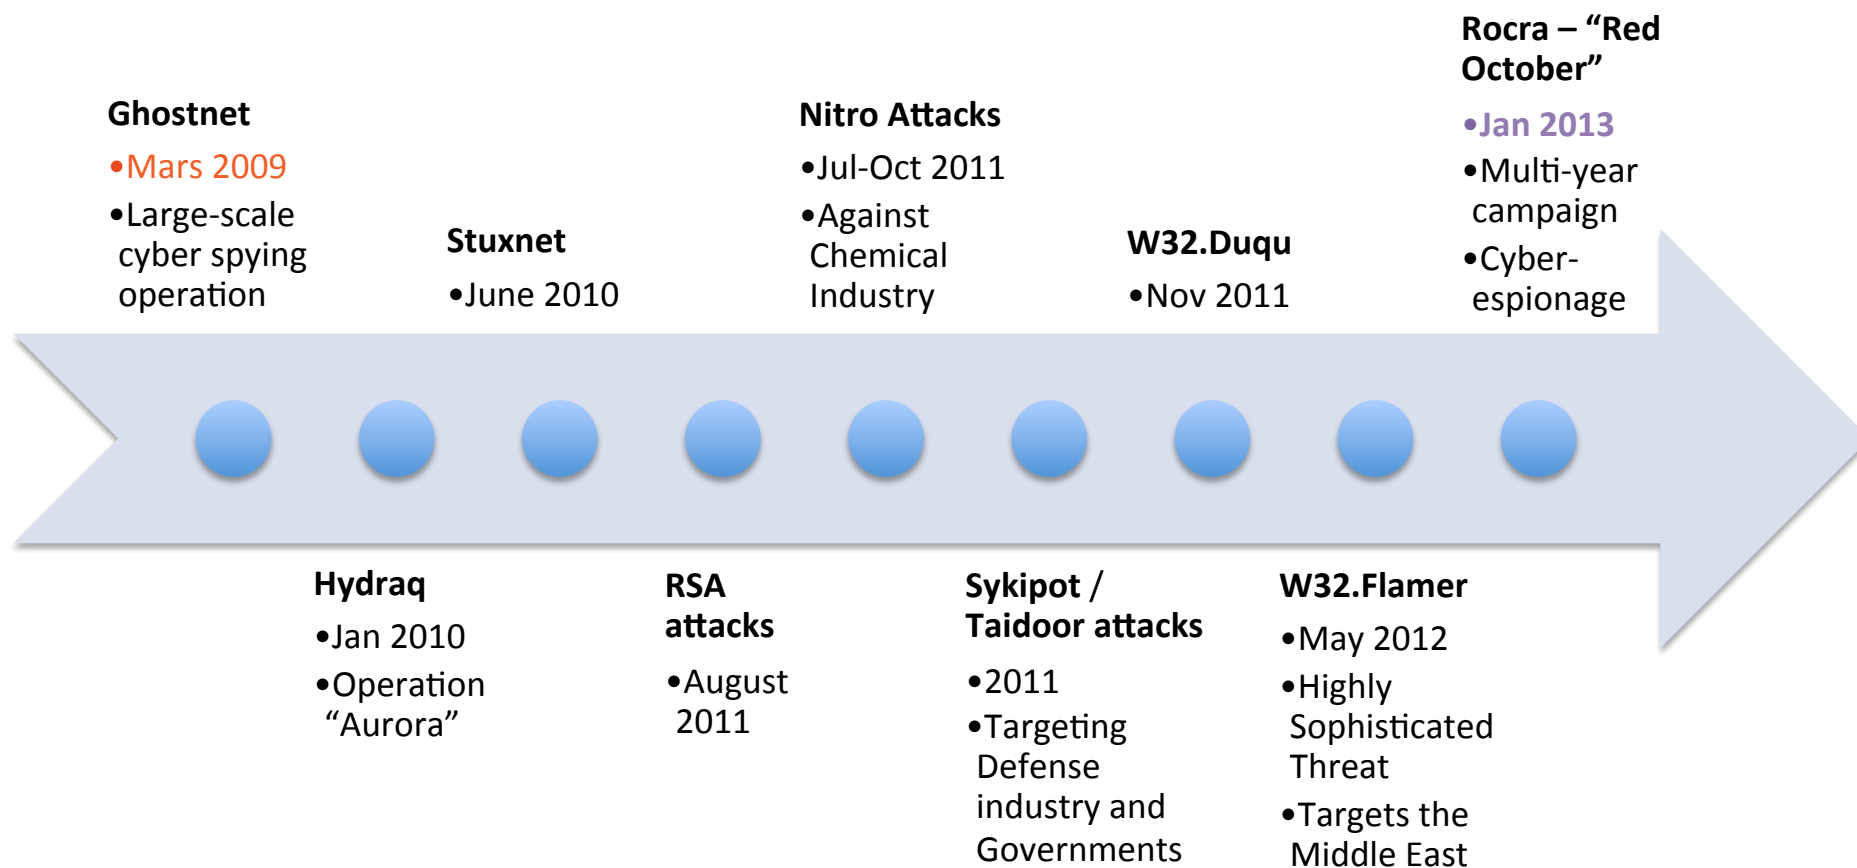 Ghostnet
•Mars 2009
•Large-scale
cyber spying
operation
Hydraq
•Jan 2010
•Operation
“Aurora”
Stuxnet
•June 2010
RSA
attacks
•August
2011
Nitro Attacks
•Jul-Oct 2011
•Against
Chemical
Industry
Sykipot /
Taidoor attacks
•2011
•Targeting
Defense
industry and
Governments
W32.Duqu
•Nov 2011
W32.Flamer
•May 2012
•Highly
Sophisticated
Threat
•Targets the
Middle East
Rocra – “Red
October”
•Jan 2013
•Multi-year
campaign
•Cyber-
espionage